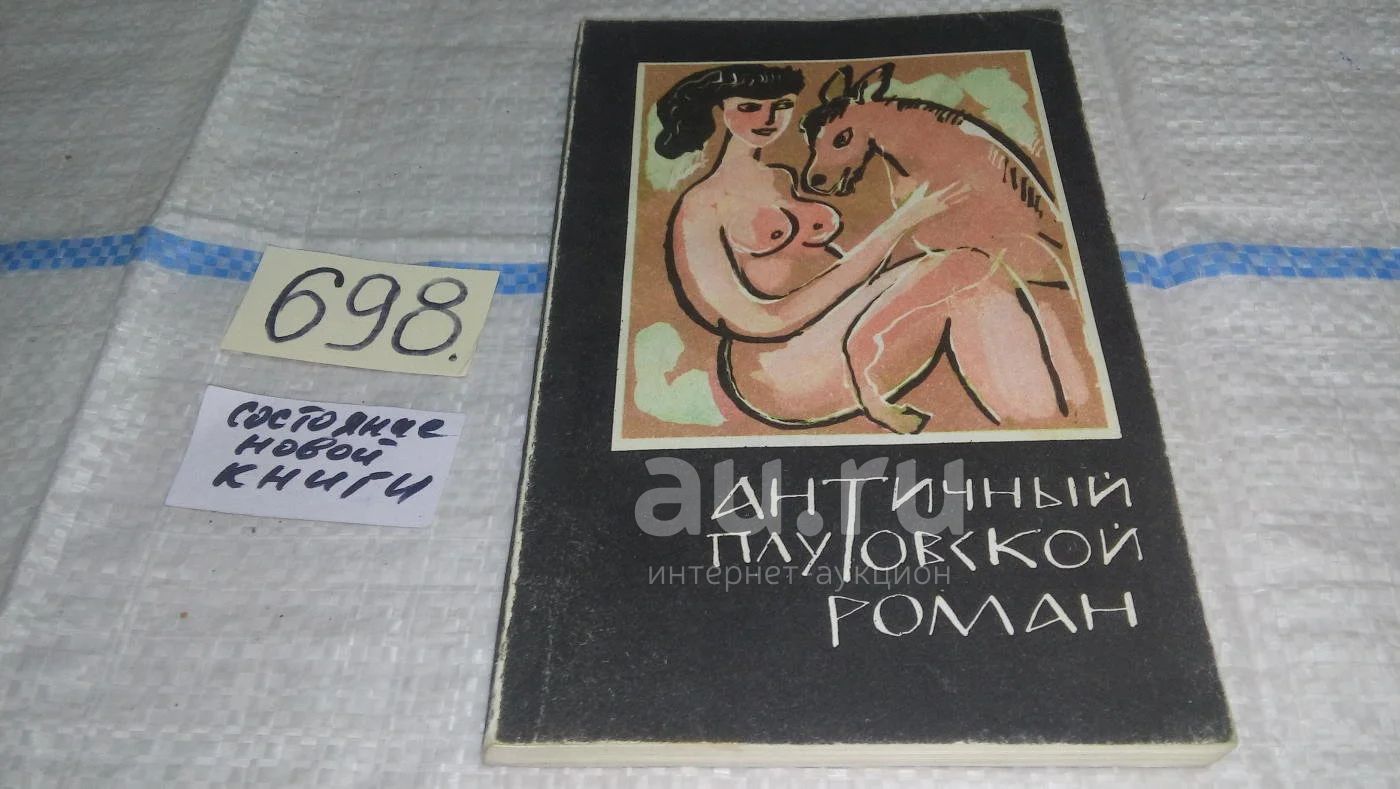 698.
состояние
новой
книги
АНТИЧНЫЙ
ПЛУТОВСКОЙ
РОМАН
au.ru
интернет-аукцион